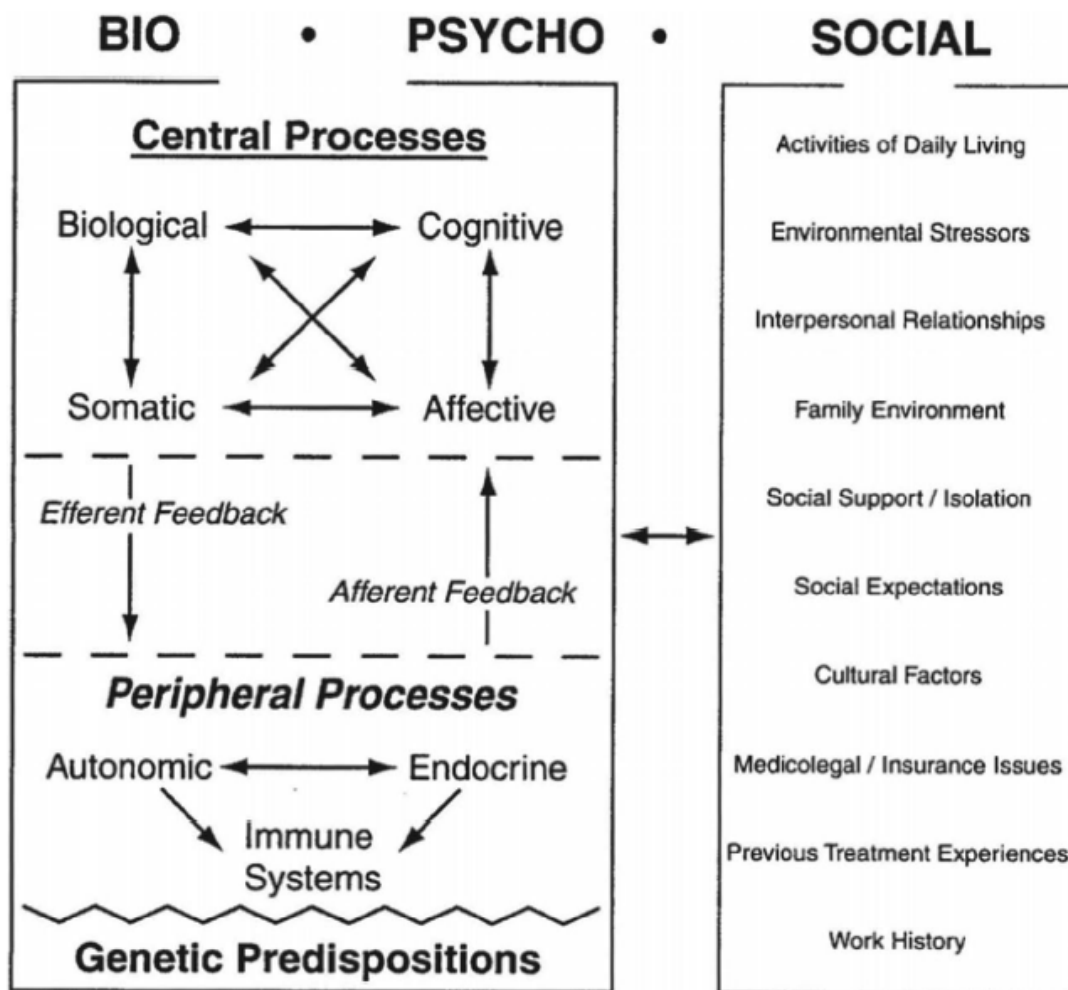 BIO • PSYCHO • SOCIAL
Central Processes
Biological Cognitive
Somatic Affective
Efferent Feedback
Afferent Feedback
Peripheral Processes
Autonomic Endocrine
Immune
Systems
Genetic Predispositions
Activities of Daily Living
Environmental Stressors
Interpersonal Relationships
Family Environment
Social Support / Isolation
Social Expectations
Cultural Factors
Medicolegal / Insurance Issues
Previous Treatment Experiences
Work History